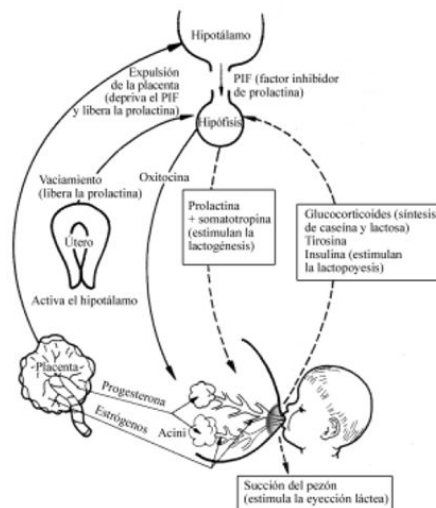 Hipotálamo
Expulsión
de la placenta
(depriva el PIF
y libera la prolactina)
PIF (factor inhibidor
de prolactina)
Hipófisis
Vaciamiento
(libera la prolactina)
Oxitocina
Prolactina
+ somatotropina
(estimulan la
lactogénesis)
Glucocorticoides (síntesis
de caseína y lactosa)
Tirosina
Insulina (estimulan
la lactopoyesis)
Útero
Activa el hipotálamo
Placenta
Progesterona
Estrógenos
Acini
Succión del pezón
(estimula la eyección láctea)